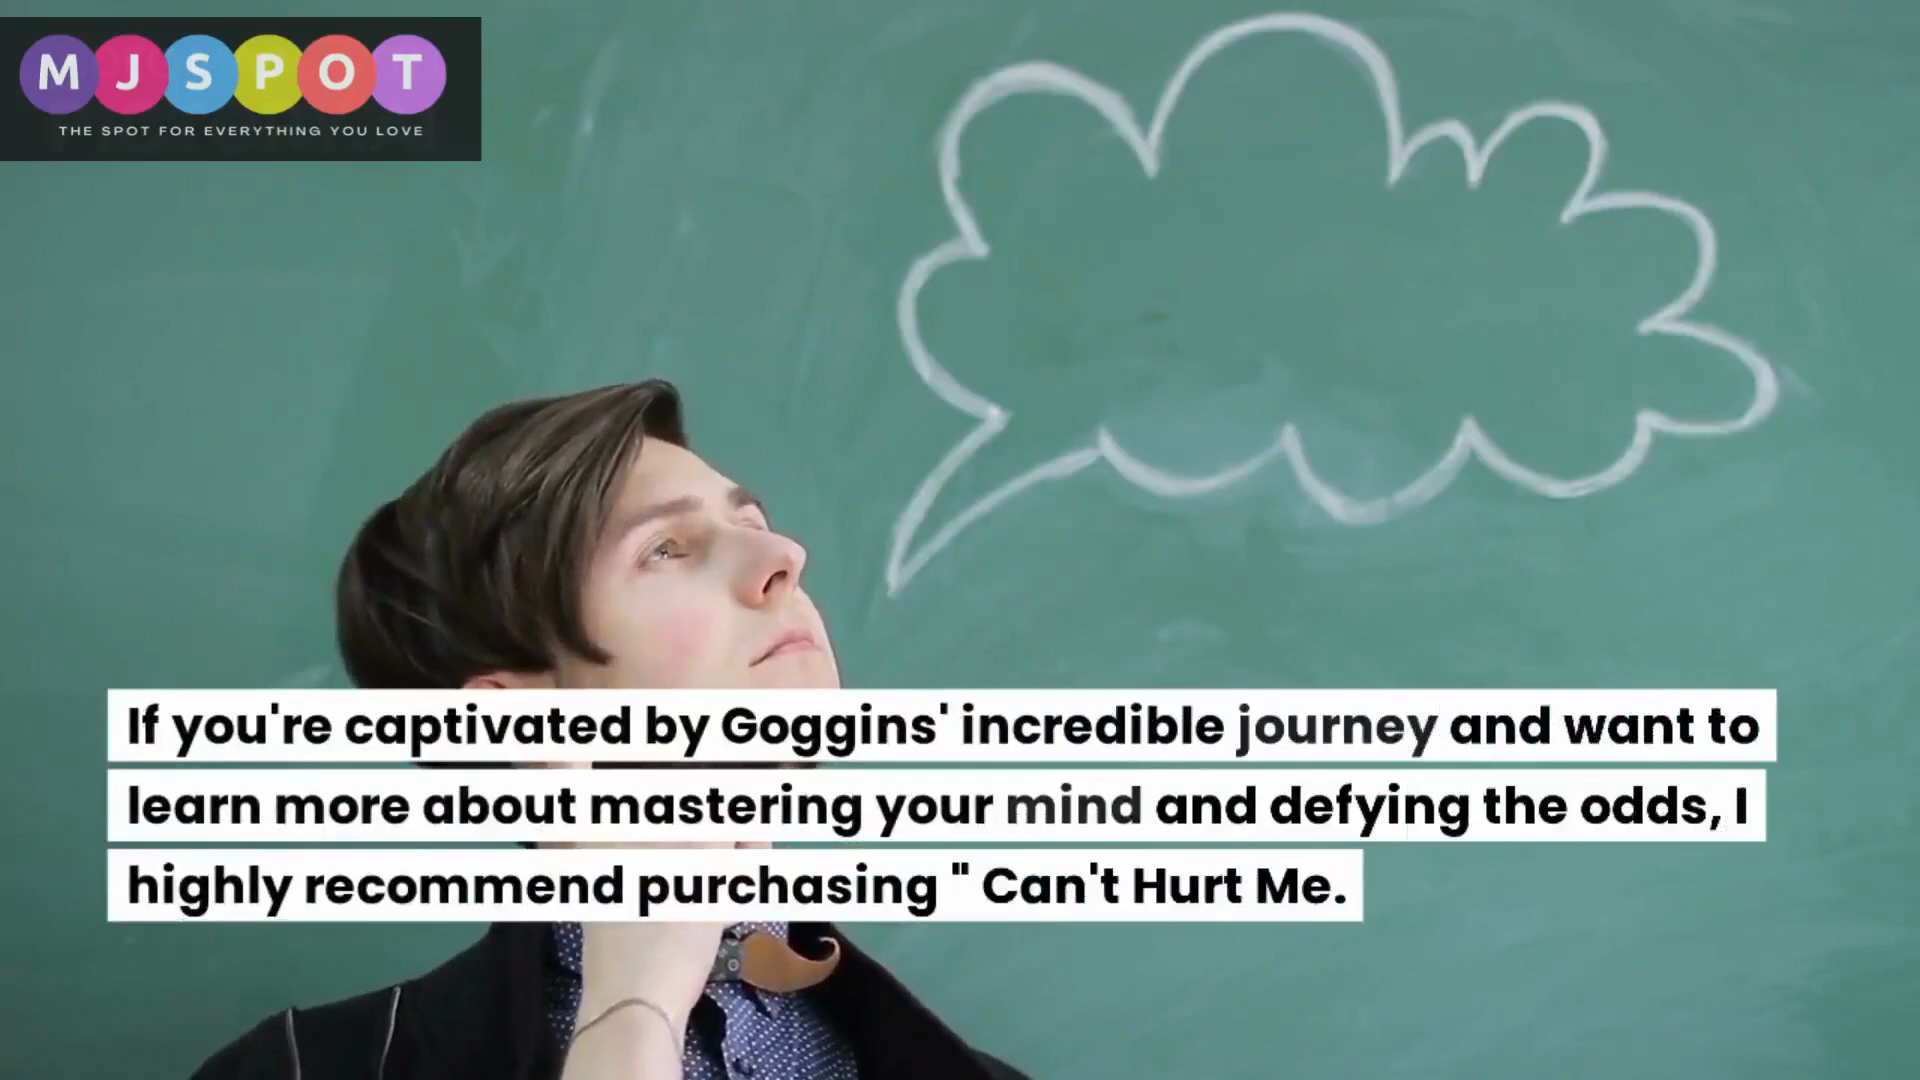 MJSPOT
THE SPOT FOR EVERYTHING YOU LOVE
If you're captivated by Goggins' incredible journey and want to
learn more about mastering your mind and defying the odds, I
highly recommend purchasing " Can't Hurt Me.